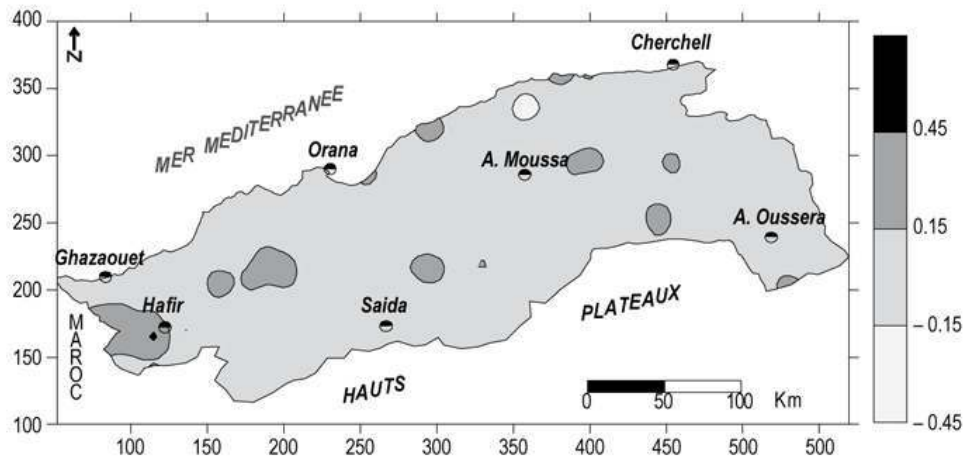 400
350
300
250
200
150
100
N
MER MEDITERRANEE
Cherchell
Orana
A. Moussa
A. Oussera
Ghazaouet
Hafir
Saida
MAROC
PLATEAUX
HAUTS
0 50 100 Km
100 150 200 250 300 350 400 450 500 500
0.45
0.15
– 0.15
– 0.45